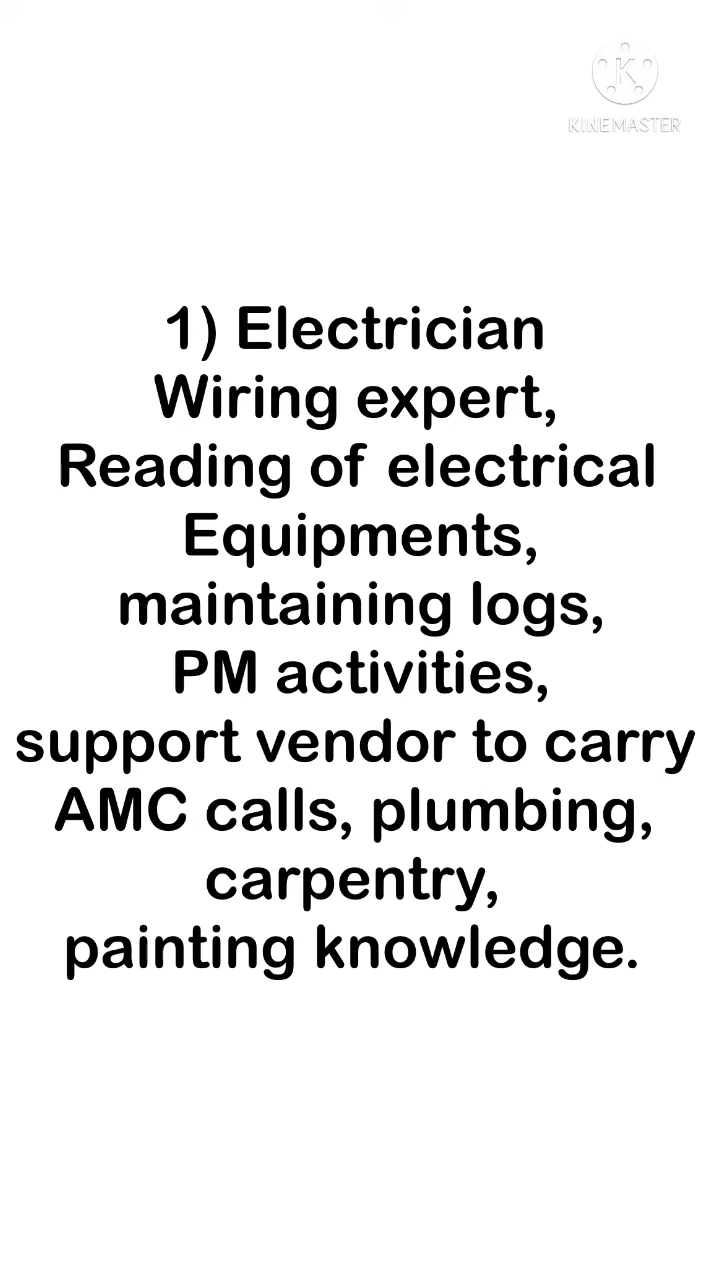 KINEMASTER
1) Electrician
Wiring expert,
Reading of electrical
Equipments,
maintaining logs,
PM activities,
support vendor to carry
AMC calls, plumbing,
carpentry,
painting knowledge.